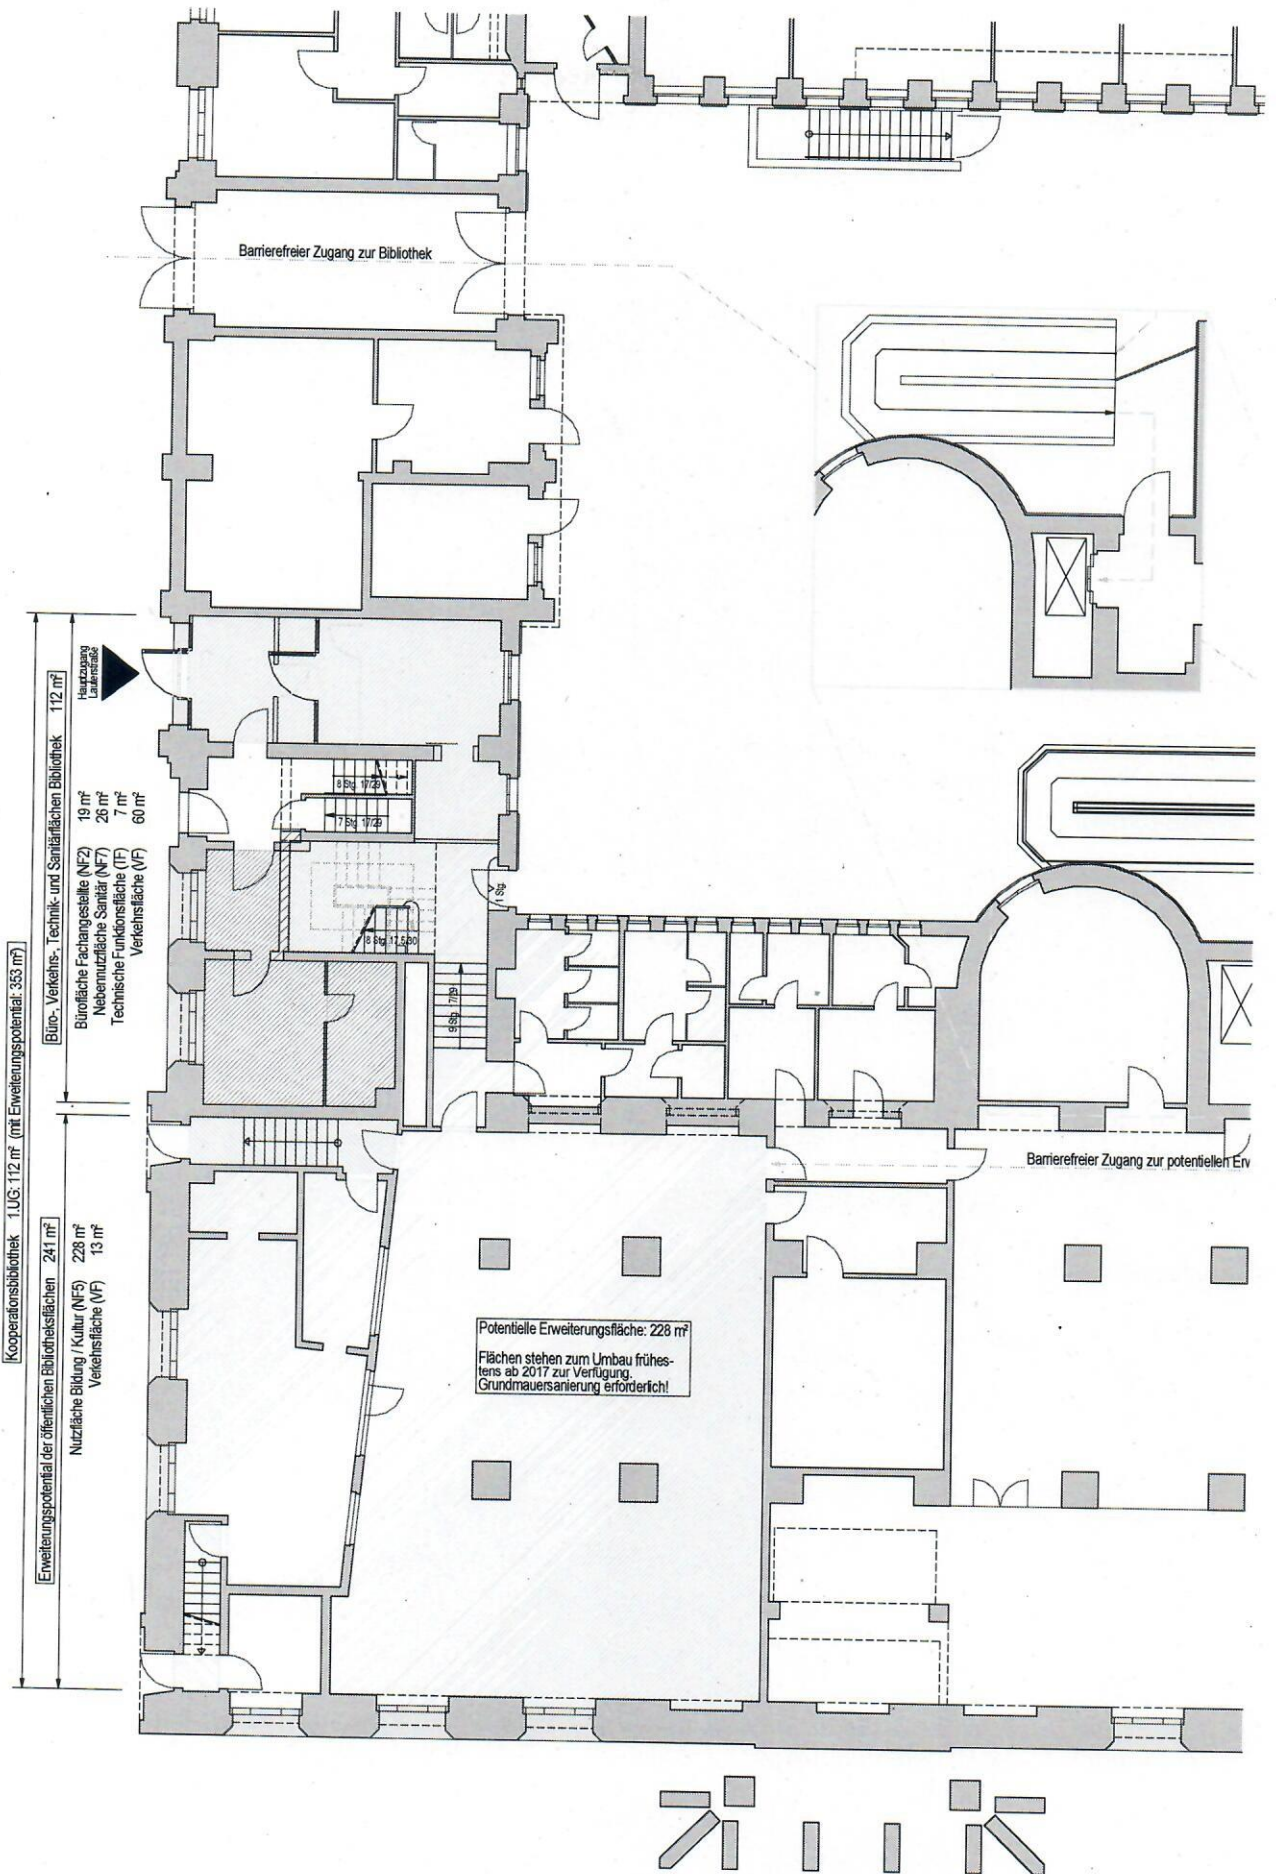 Kooperationsbibliothek 1.UG: 112 m² (mit Erweiterungspotential: 353 m²)
Büro-, Verkehrs-, Technik- und Sanitärflächen Bibliothek 112 m²
Bürofläche Fachangestellte (NF2) 19 m²
Nebennutzfläche Sanitär (NF7) 26 m²
Technische Funktionsfläche (TF) 7 m²
Verkehrsfläche (VF) 60 m²
Erweiterungspotential der öffentlichen Bibliotheksflächen 241 m²
Nutzfläche Bildung / Kultur (NF5) 228 m²
Verkehrsfläche (VF) 13 m²
Hauptzugang
Lauterstraße
Barrierefreier Zugang zur Bibliothek
8 Stg. 17/29
7 Stg. 17/29
8 Stg. 17,5/30
1 Stg.
9 Stg. 17/29
Barrierefreier Zugang zur potentiellen Erw
Potentielle Erweiterungsfläche: 228 m²
Flächen stehen zum Umbau frühes-
tens ab 2017 zur Verfügung.
Grundmauersanierung erforderlich!